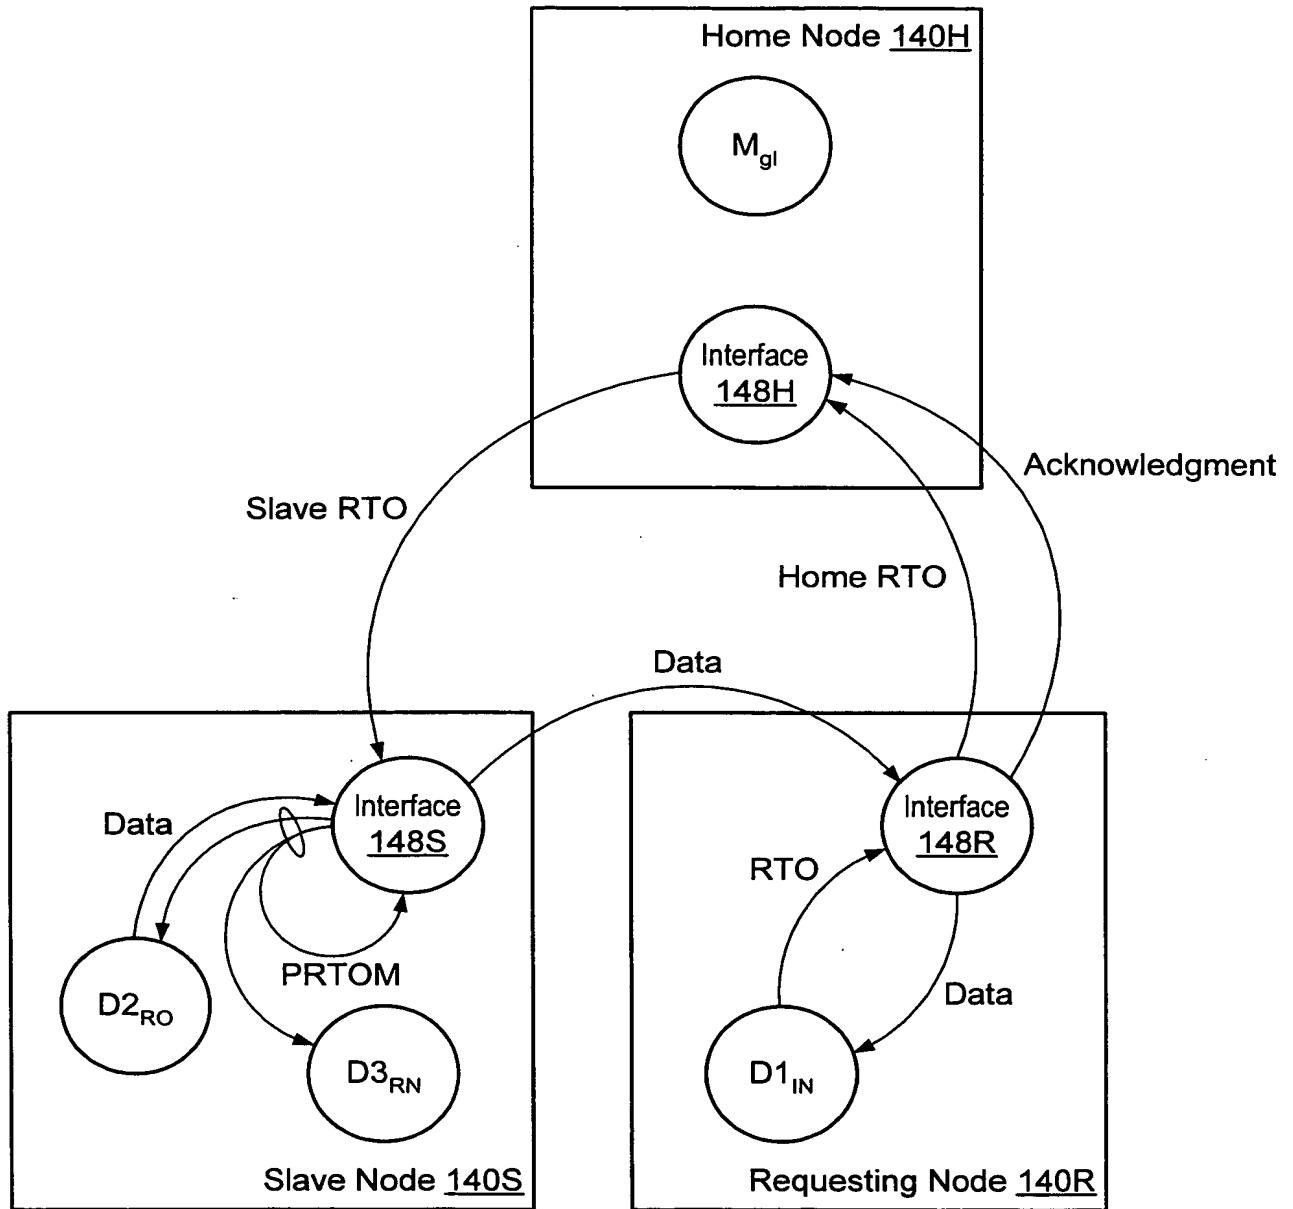 Home Node 140H
Mgl
Interface
148H
Acknowledgment
Slave RTO
Home RTO
Data
Interface
148S
Data
PRTOM
D2RO
D3RN
Slave Node 140S
Interface
148R
RTO
Data
D1IN
Requesting Node 140R